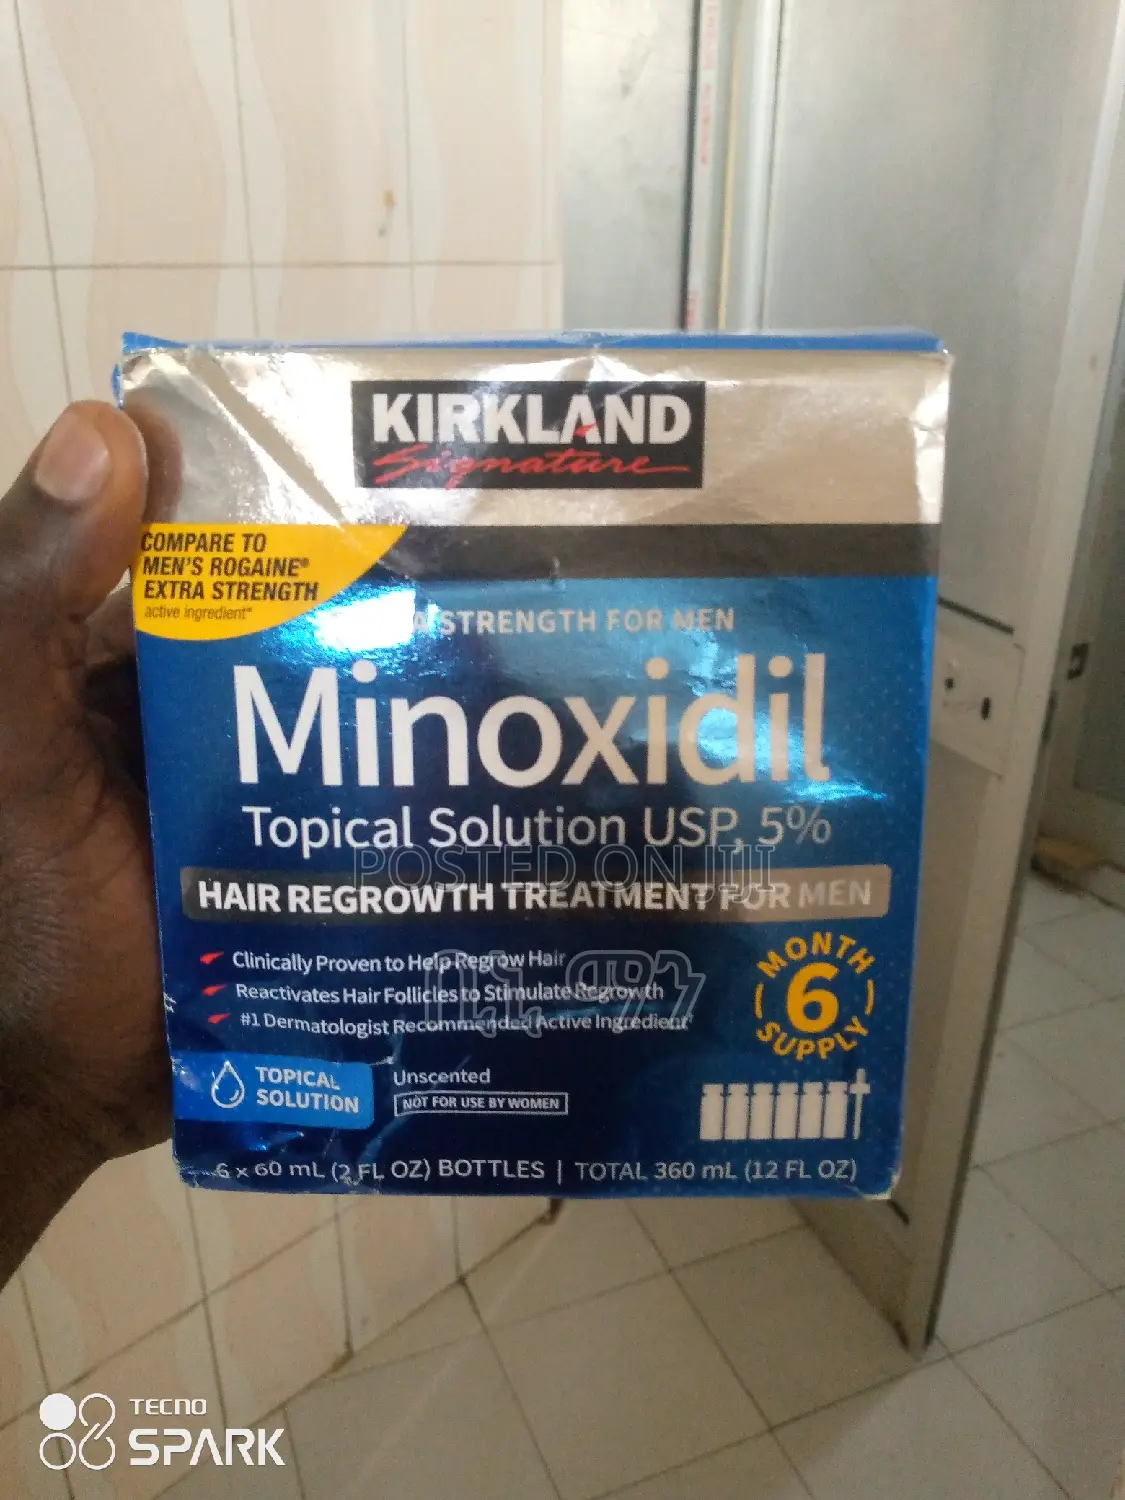 KIRKLAND
Signature
COMPARE TO
MEN'S ROGAINE®
EXTRA STRENGTH
active ingredient*
STRENGTH FOR MEN
Minoxidil
Topical Solution USP, 5%
POSTED ON JIJI
HAIR REGROWTH TREATMENT FOR MEN
Clinically Proven to Help Regrow Hair
Reactivates Hair Follicles to Stimulate Regrowth
#1 Dermatologist Recommended Active Ingredient
MONTH
6
SUPPLY
TOPICAL
SOLUTION
Unscented
NOT FOR USE BY WOMEN
6 x 60 mL (2 FL OZ) BOTTLES | TOTAL 360 mL (12 FL OZ)
TECNO
SPARK